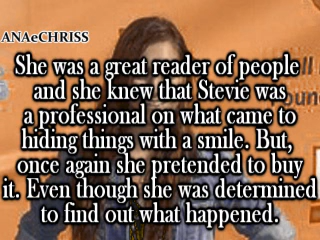 ANAeCHRISS
She was a great reader of people
and she knew that Stevie was
a professional on what came to
hiding things with a smile. But,
once again she pretended to buy
it. Even though she was determined
to find out what happened.